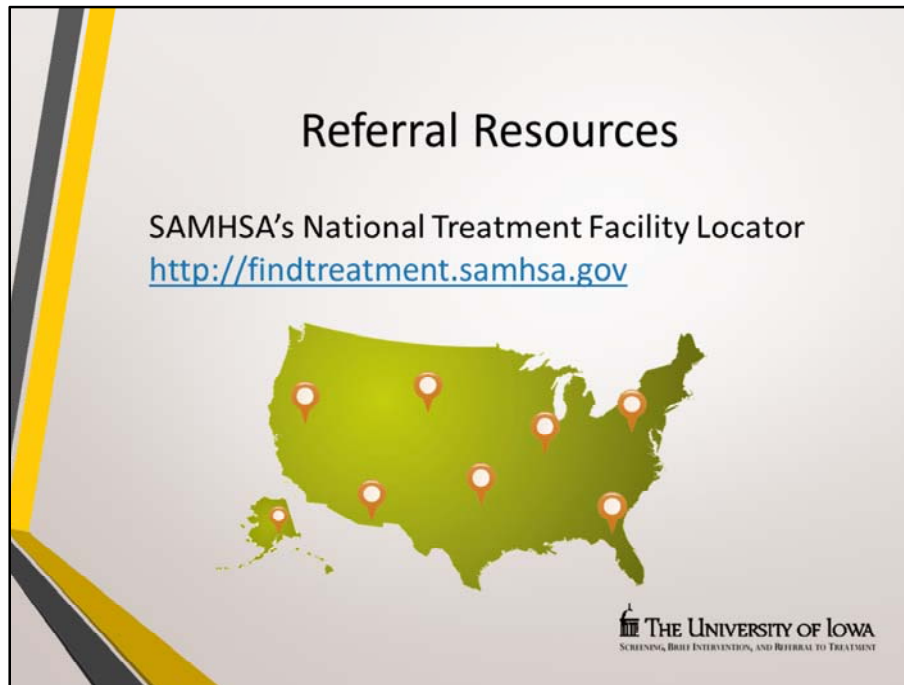 Referral Resources
SAMHSA's National Treatment Facility Locator
http://findtreatment.samhsa.gov
THE UNIVERSITY OF IOWA
SCREENING, BRIEF INTERVENTION, AND REFERRAL TO TREATMENT